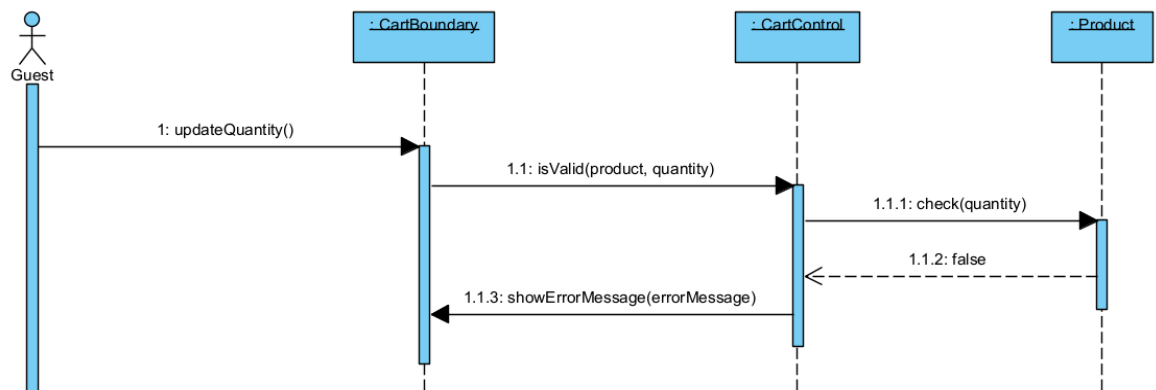 : CartBoundary
: CartControl
: Product
Guest
1: updateQuantity()
1.1: isValid(product, quantity)
1.1.1: check(quantity)
1.1.2: false
1.1.3: showErrorMessage(errorMessage)